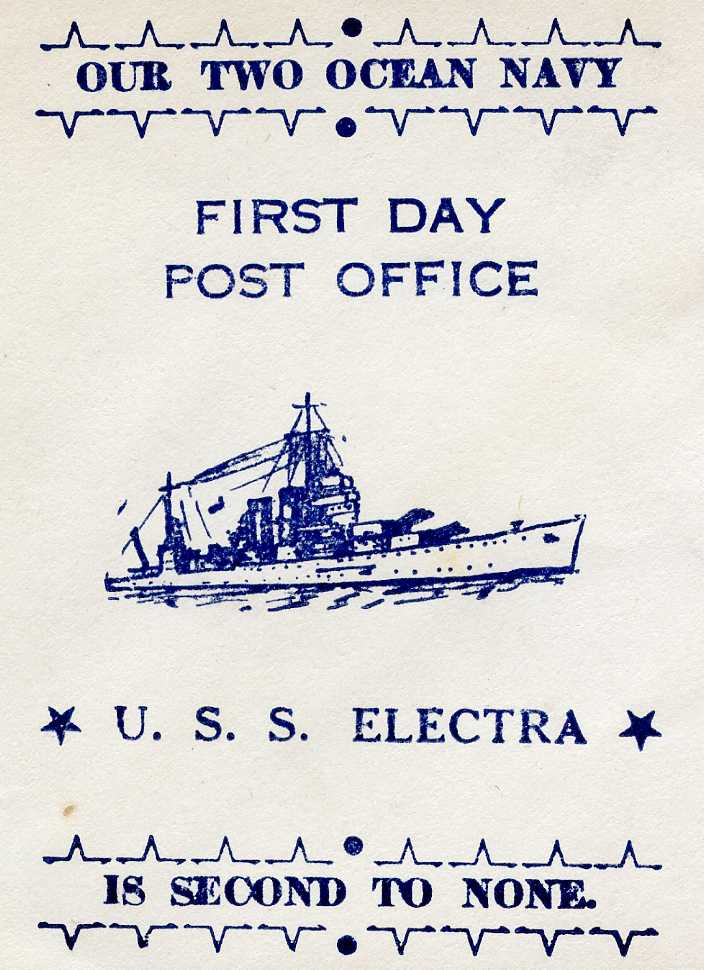 OUR TWO OCEAN NAVY
FIRST DAY
POST OFFICE
U. S. S. ELECTRA
IS SECOND TO NONE.